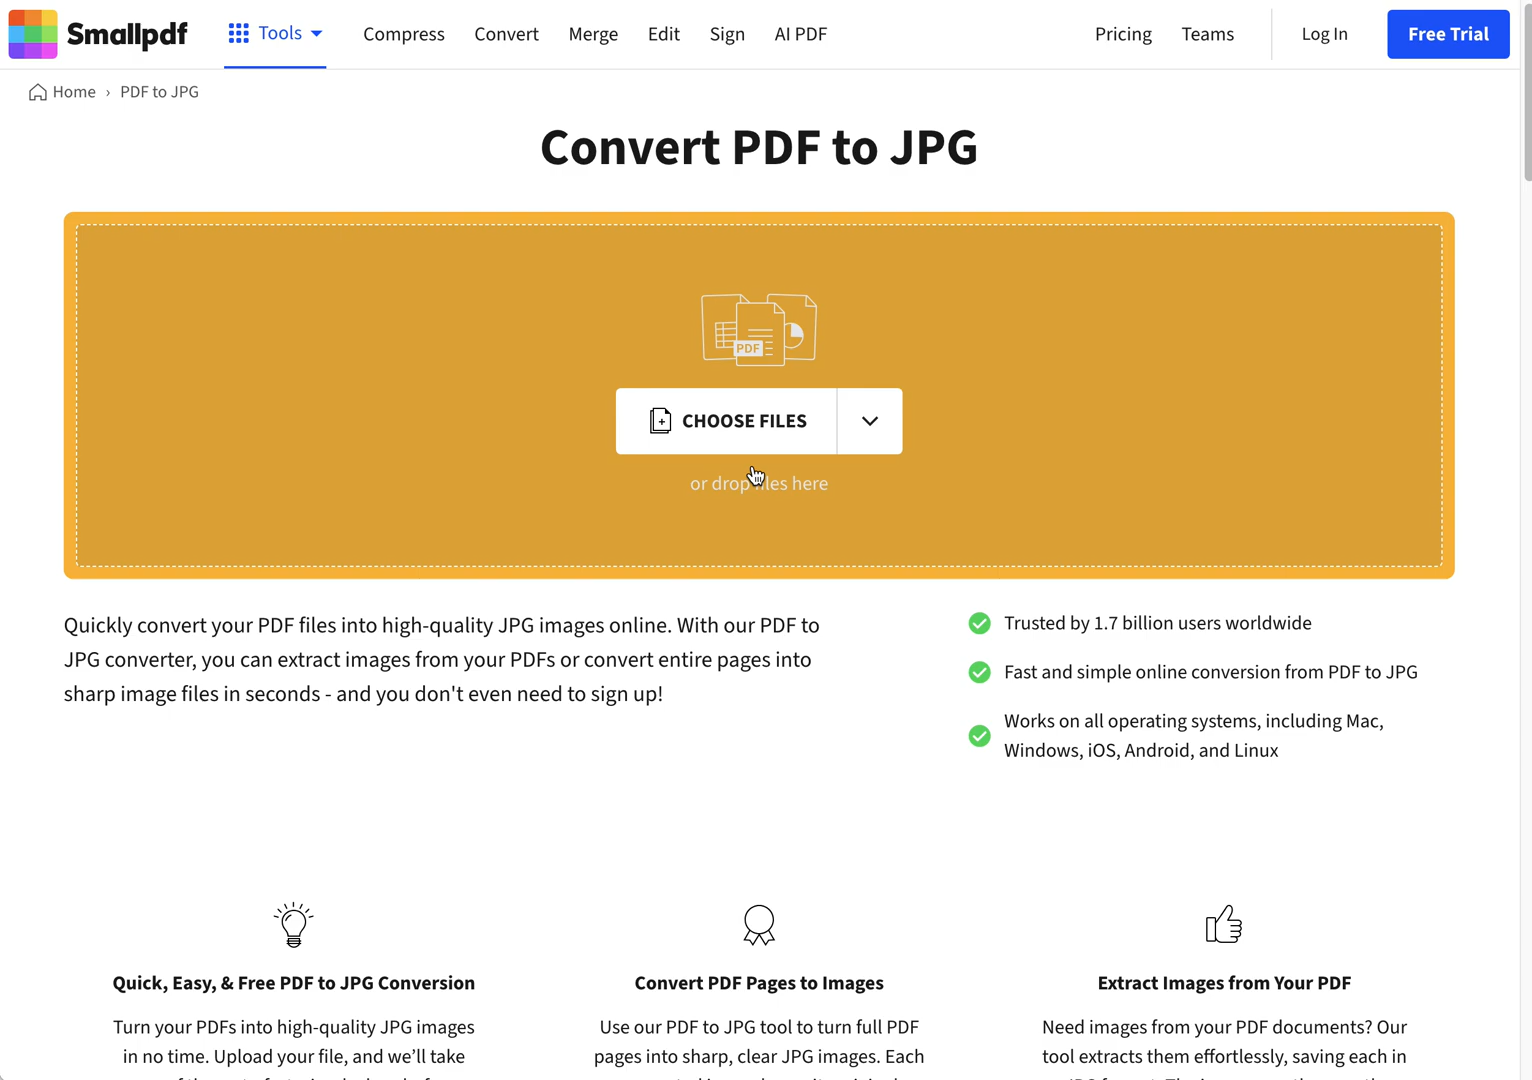 Smallpdf
Tools
Compress
Convert
Merge
Edit
Sign
AI PDF
Pricing
Teams
Log In
Free Trial
Home › PDF to JPG
Convert PDF to JPG
PDF
CHOOSE FILES
or drop files here
Quickly convert your PDF files into high-quality JPG images online. With our PDF to
JPG converter, you can extract images from your PDFs or convert entire pages into
sharp image files in seconds - and you don't even need to sign up!
Trusted by 1.7 billion users worldwide
Fast and simple online conversion from PDF to JPG
Works on all operating systems, including Mac,
Windows, iOS, Android, and Linux
Quick, Easy, & Free PDF to JPG Conversion
Turn your PDFs into high-quality JPG images
in no time. Upload your file, and we’ll take
Convert PDF Pages to Images
Use our PDF to JPG tool to turn full PDF
pages into sharp, clear JPG images. Each
Extract Images from Your PDF
Need images from your PDF documents? Our
tool extracts them effortlessly, saving each in